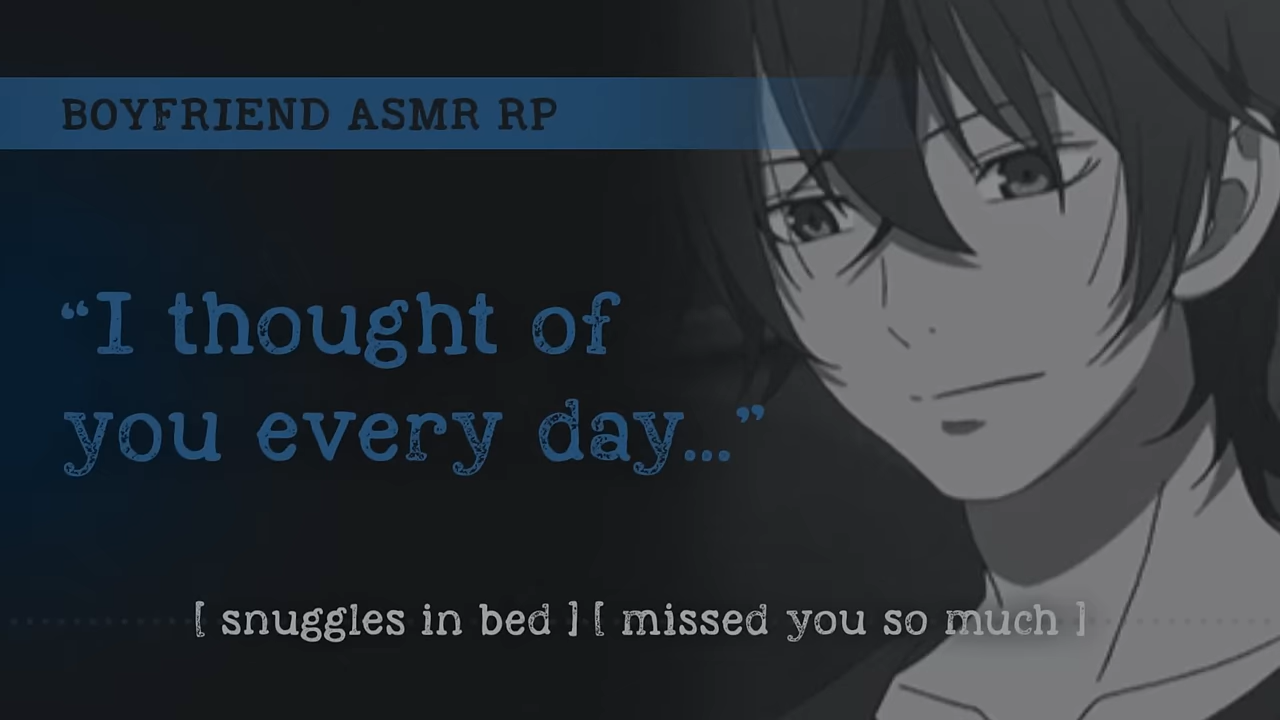 BOYFRIEND ASMR RP
“I thought of
you every day...”
[ snuggles in bed ] [ missed you so much ]